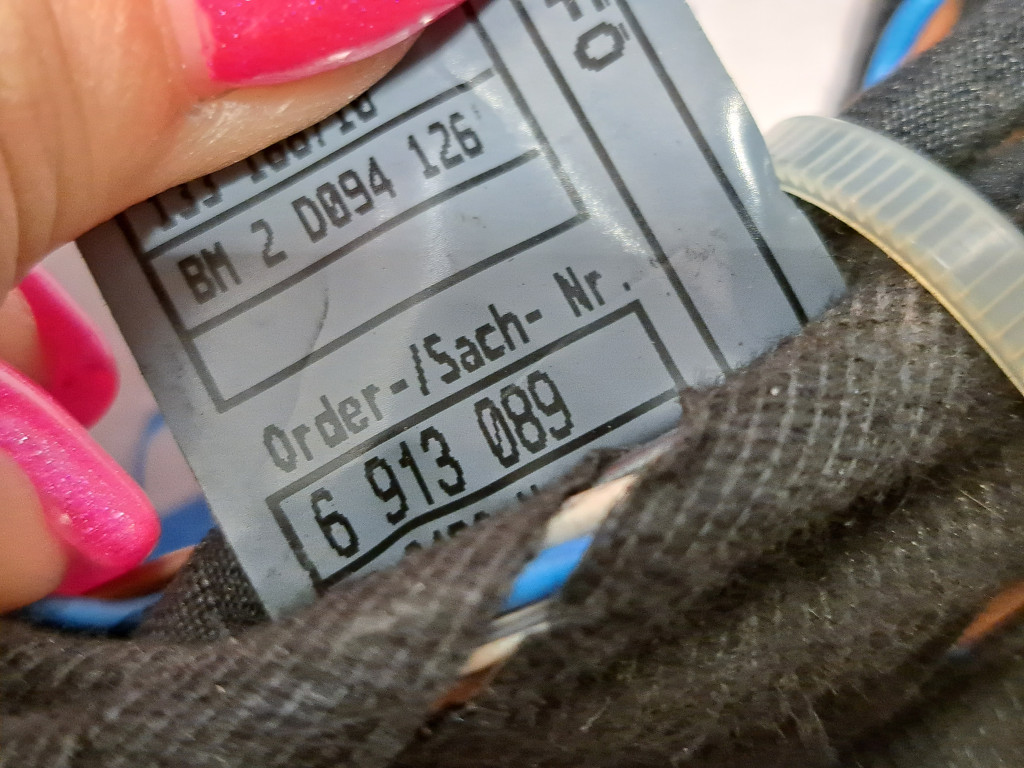 BM 2 D094 126
Order-/Sach- Nr.
6 913 089